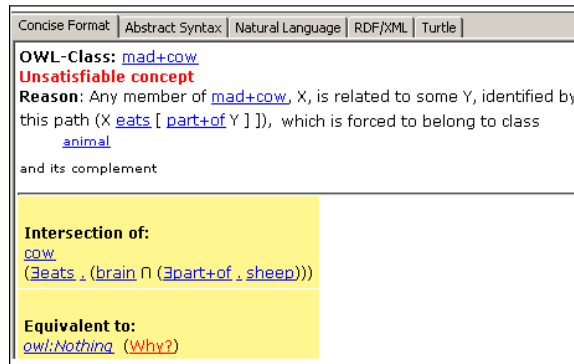 Concise Format Abstract Syntax Natural Language RDF/XML Turtle
OWL-Class: mad+cow
Unsatisfiable concept
Reason: Any member of mad+cow, X, is related to some Y, identified by
this path (X eats [ part+of Y ] ]), which is forced to belong to class
animal
and its complement
Intersection of:
cow
(∃eats . (brain ∩ (∃part+of . sheep)))
Equivalent to:
owl:Nothing (Why?)